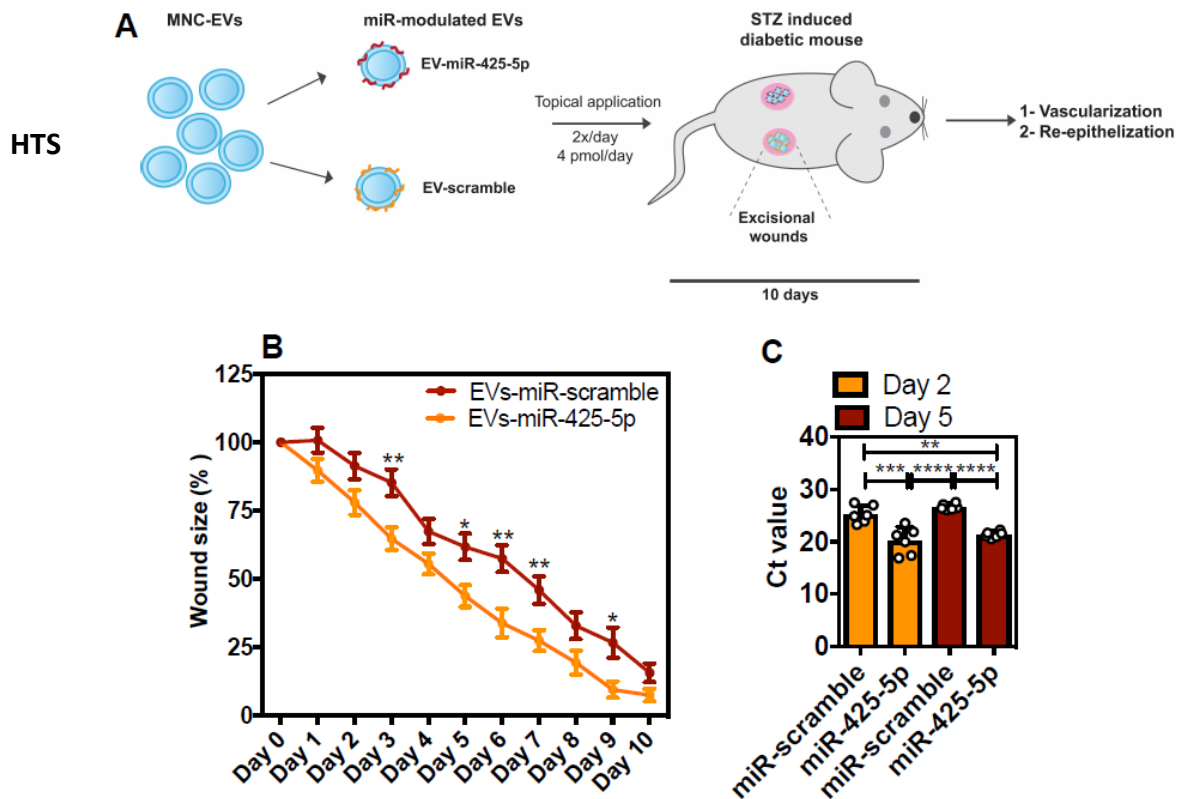 A
MNC-EVs
miR-modulated EVs
EV-miR-425-5p
EV-scramble
HTS
Topical application
2x/day
4 pmol/day
STZ induced
diabetic mouse
Excisional
wounds
10 days
1- Vascularization
2- Re-epithelization
B
EVs-miR-scramble
EVs-miR-425-5p
Wound size (%)
125
100
75
50
25
0
**
*
**
**
*
Day 0
Day 1
Day 2
Day 3
Day 4
Day 5
Day 6
Day 7
Day 8
Day 9
Day 10
C
Day 2
Day 5
Ct value
40
30
20
10
0
**
*** **** ****
miR-scramble
miR-425-5p
miR-scramble
miR-425-5p